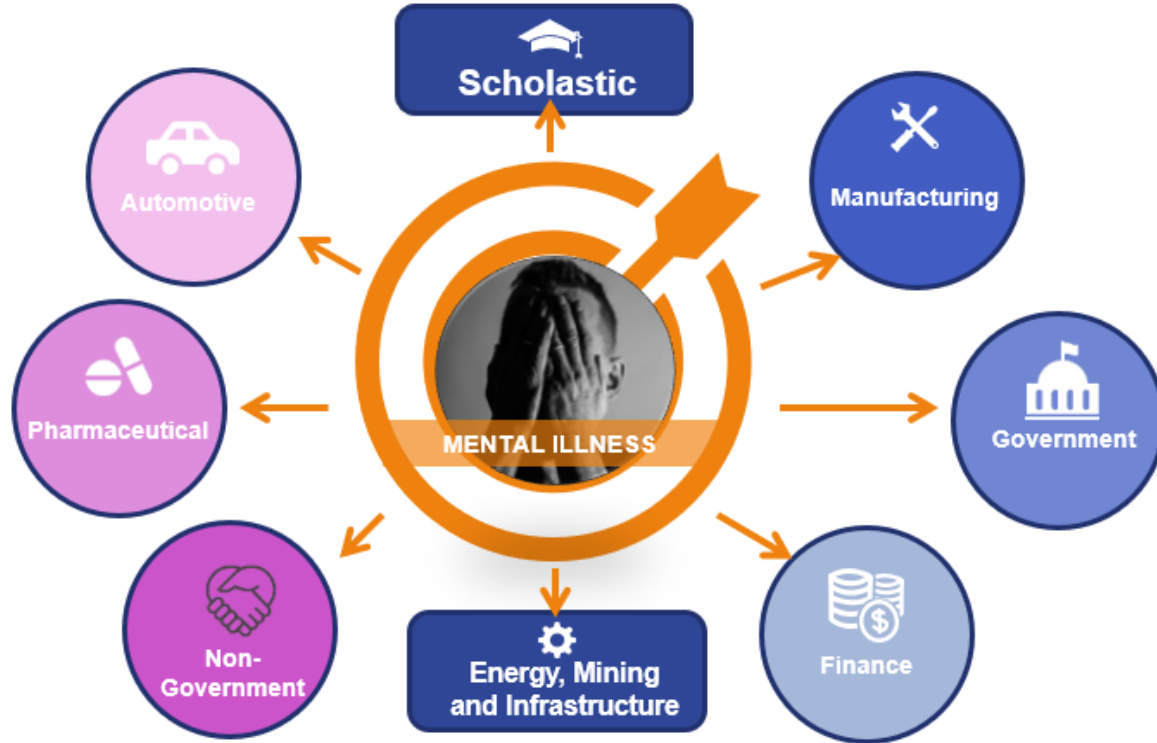 Scholastic
Automotive
Manufacturing
Pharmaceutical
MENTAL ILLNESS
Government
Non-
Government
Energy, Mining
and Infrastructure
$
Finance